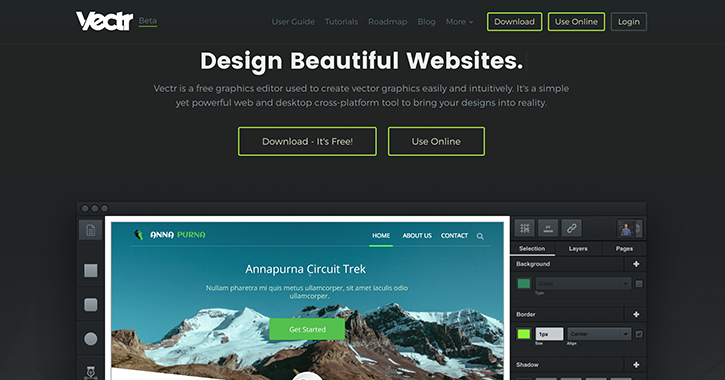 Vectr Beta User Guide Tutorials Roadmap Blog More Download Use Online Login
Design Beautiful Websites.
Vectr is a free graphics editor used to create vector graphics easily and intuitively. It's a simple
yet powerful web and desktop cross-platform tool to bring your designs into reality.
Download - It's Free! Use Online
ANNA PURNA HOME ABOUT US CONTACT
Annapurna Circuit Trek
Nullam pharetra mi quis metus ullamcorper, sit amet iaculis odio
ullamcorper.
Get Started
Selection Layers Pages
Background
Color
Type
Border
1px Center
Size Align
Shadow